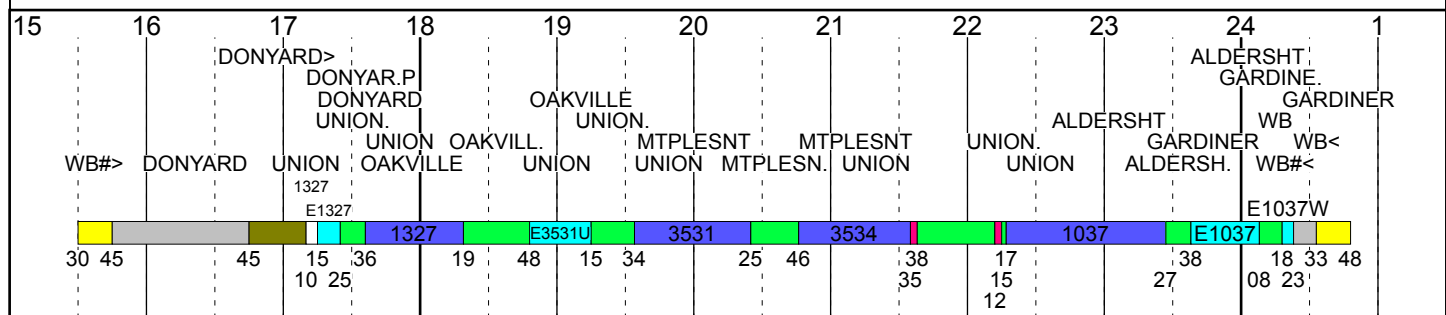 15 16 17 18 19 20 21 22 23 24 1
DONYARD> ALDERSHT
DONYAR.P GARDINE.
DONYARD OAKVILLE GARDINER
UNION. UNION. ALDERSHT WB
UNION OAKVILL. MTPLESNT MTPLESNT UNION. GARDINER WB<
WB#> DONYARD UNION OAKVILLE UNION UNION MTPLESN. UNION UNION ALDERSH. WB#<
1327
E1327 E1037W
1327 E3531U 3531 3534 1037 E1037
30 45 45 15 36 19 48 15 34 25 46 38 17 38 18 33 48
10 25 35 15 27 08 23
12